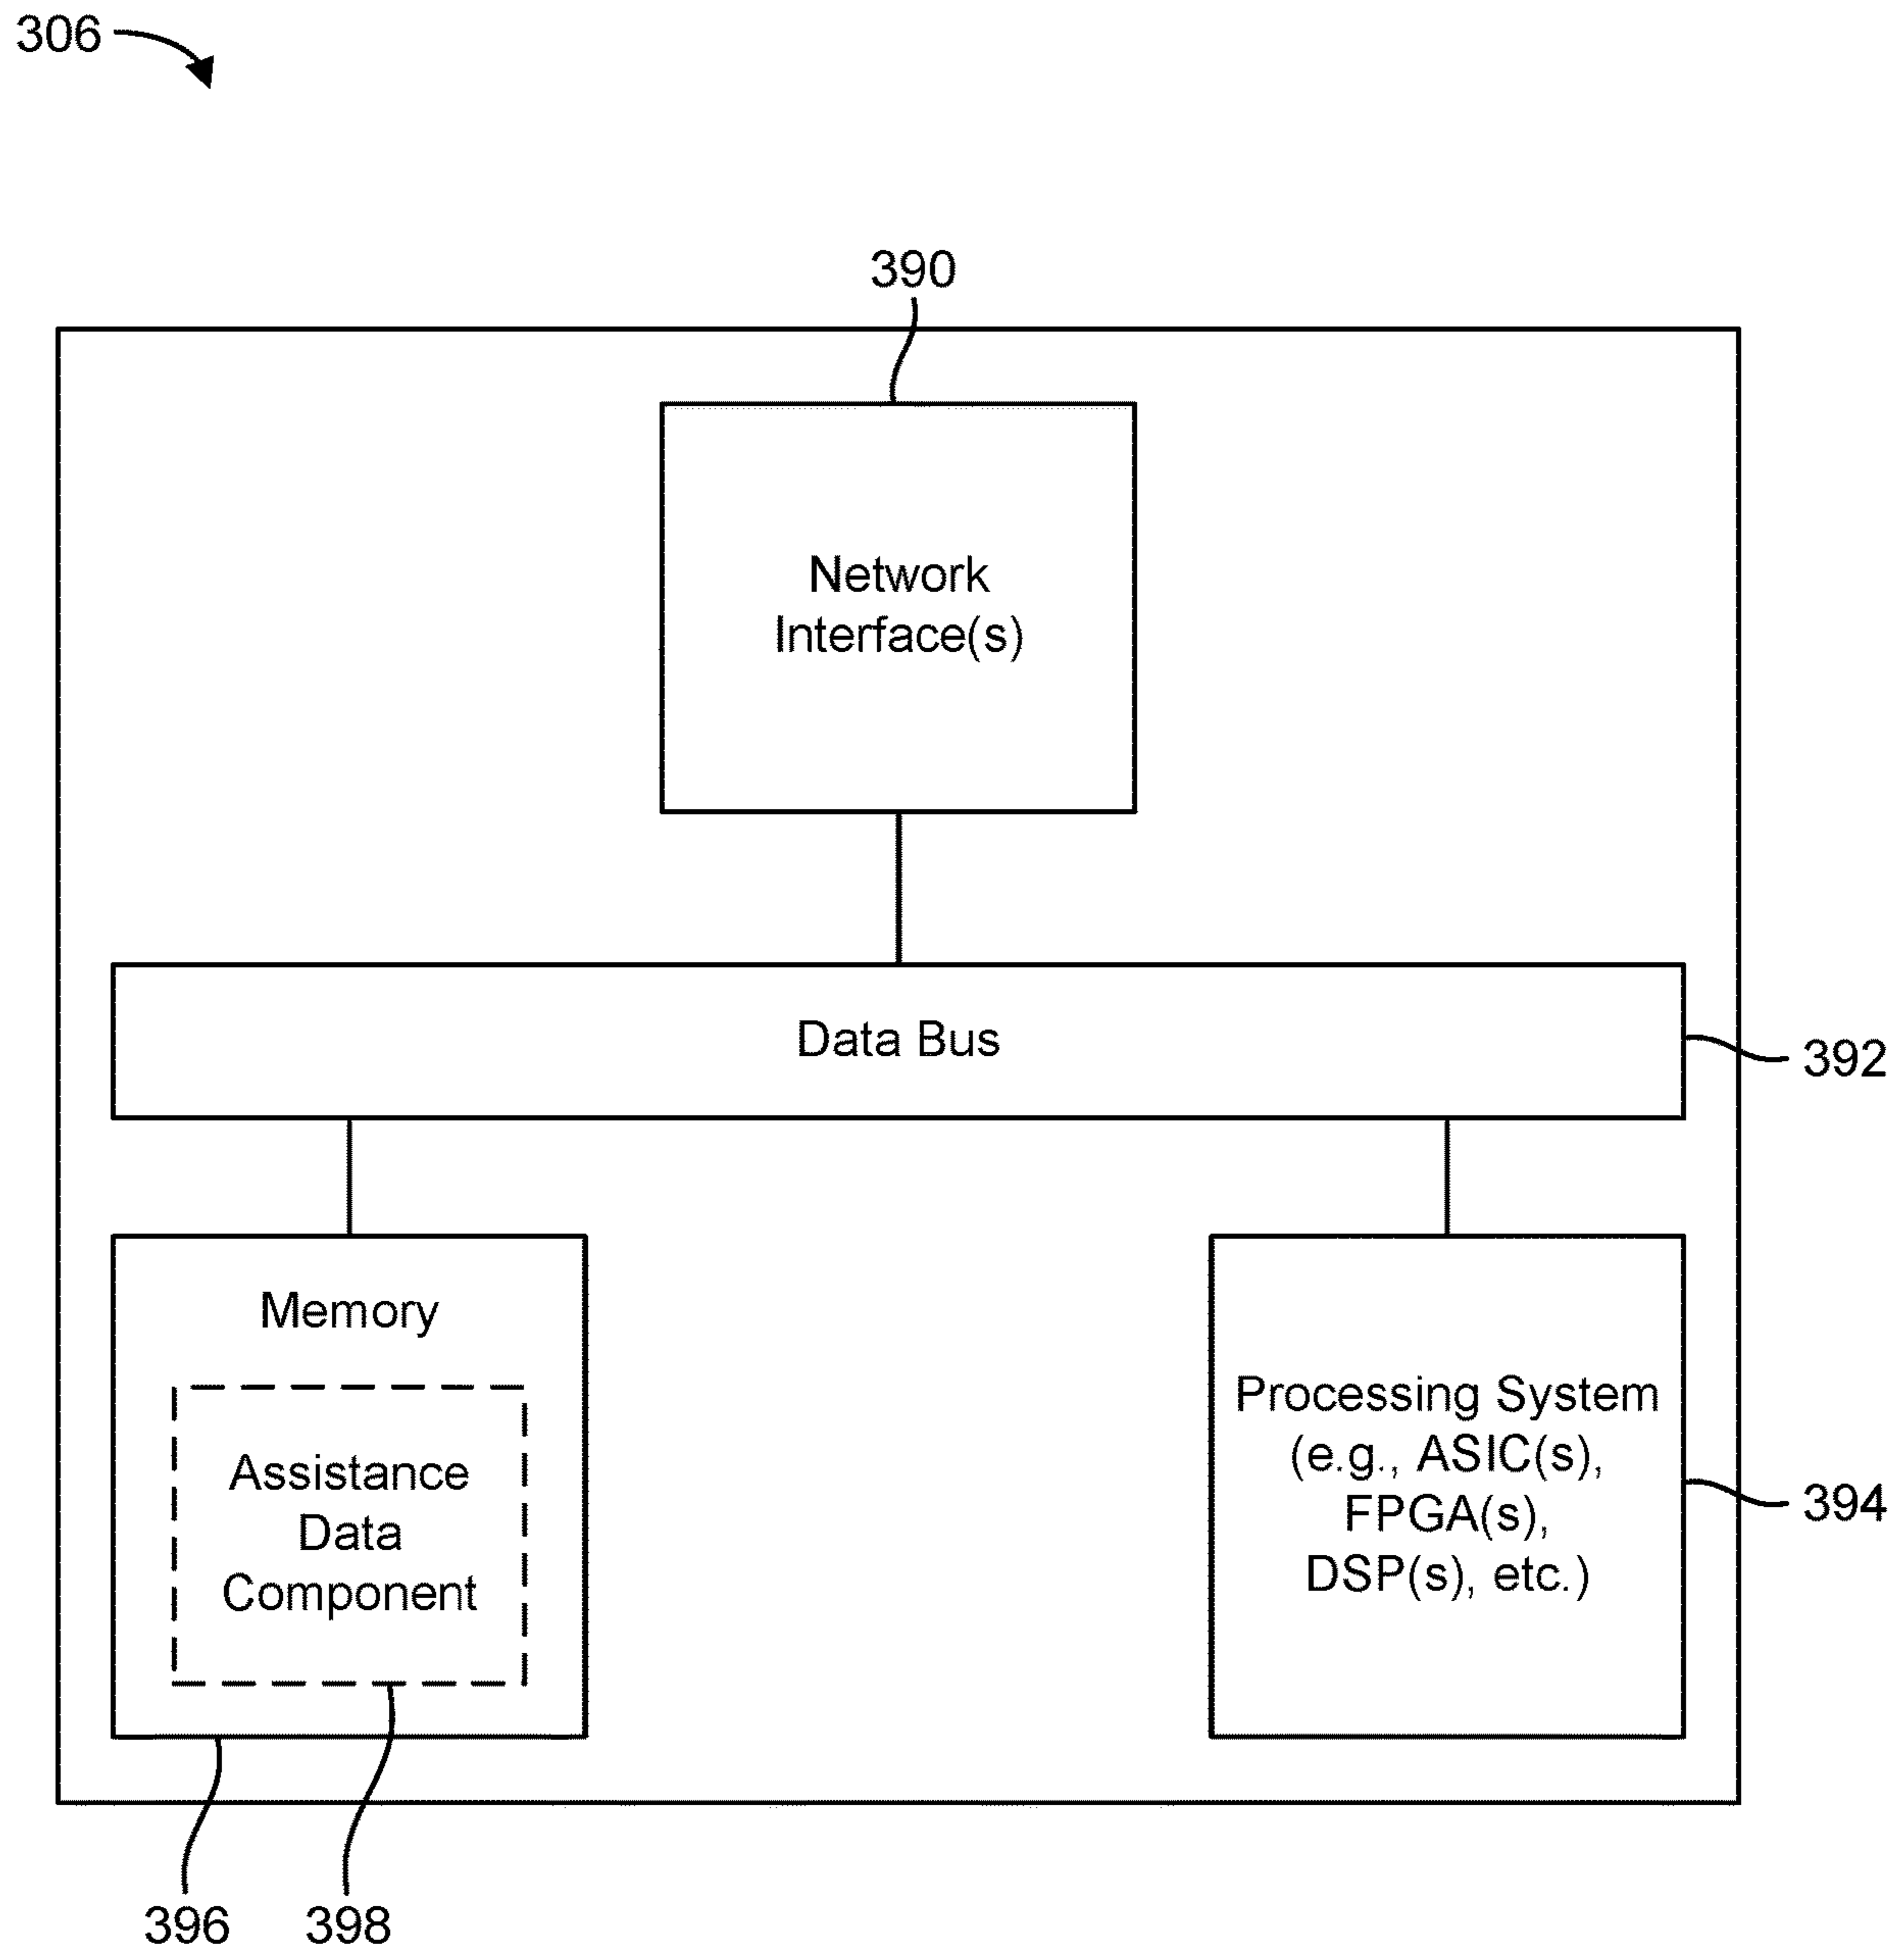 306
390
Network
Interface(s)
Data Bus
392
Memory
Assistance
Data
Component
Processing System
(e.g., ASIC(s),
FPGA(s),
DSP(s), etc.)
394
396
398